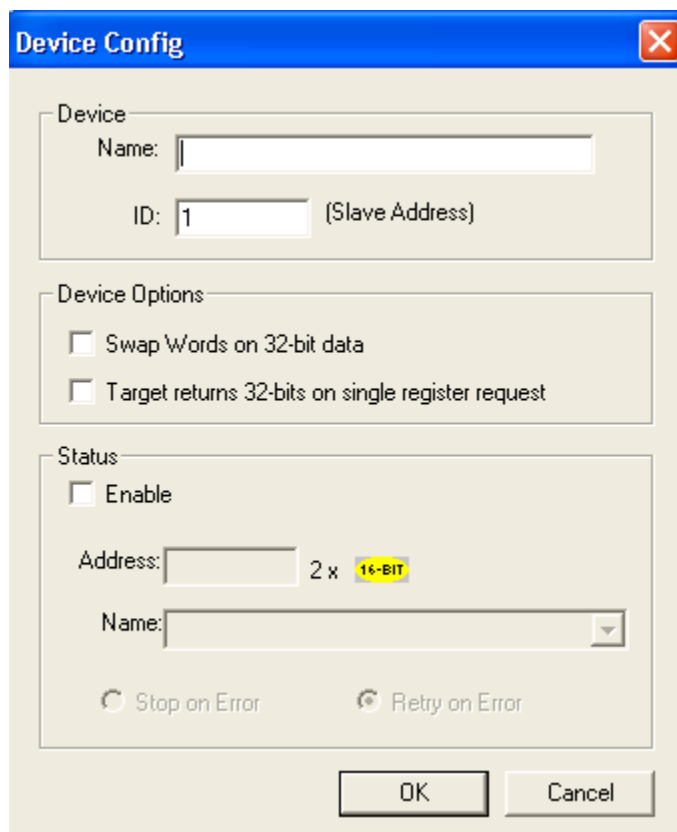 Device Config
Device
Name:
ID: 1 (Slave Address)
Device Options
Swap Words on 32-bit data
Target returns 32-bits on single register request
Status
Enable
Address: 2 x 16-BIT
Name:
Stop on Error Retry on Error
OK Cancel